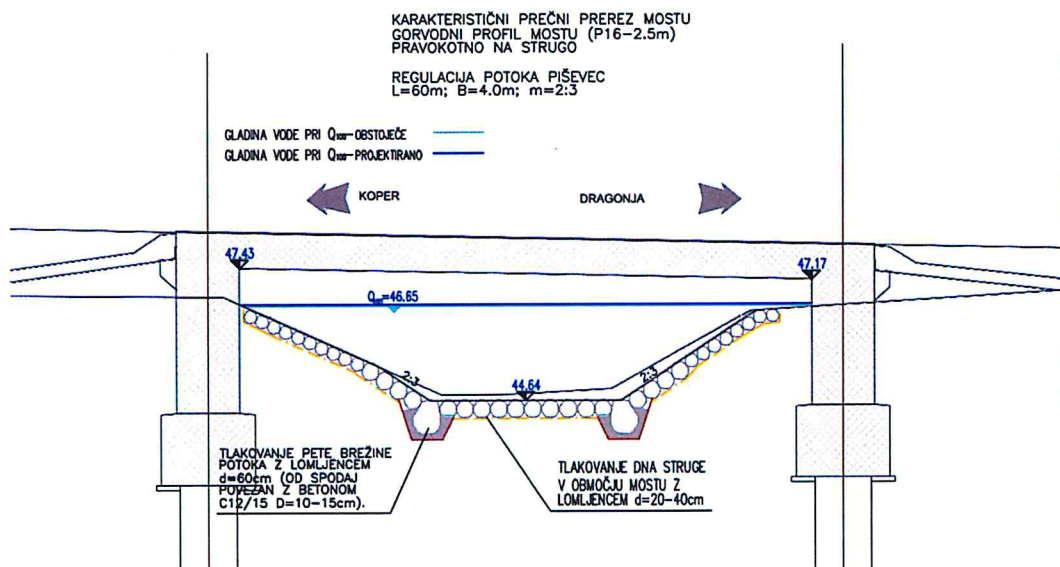 KARAKTERISTIČNI PREČNI PREREZ MOSTU
GORVODNI PROFIL MOSTU (P16-2.5m)
PRAVOKOTNO NA STRUGO
REGULACIJA POTOKA PIŠEVEC
L=60m; B=4.0m; m=2:3
GLADINA VODE PRI Q₁₀₀-OBSTOJEČE
GLADINA VODE PRI Q₁₀₀-PROJEKTIRANO
KOPER
DRAGONJA
47.43
47.17
Q₁₀₀=46.65
2:3
44.64
2:3
TLAKOVANJE PETE BREŽINE
POTOKA Z LOMLJENCEM
d=60cm (OD SPODAJ
POVEZAN Z BETONOM
C12/15 D=10-15cm).
TLAKOVANJE DNA STRUGE
V OBMOČJU MOSTU Z
LOMLJENCEM d=20-40cm